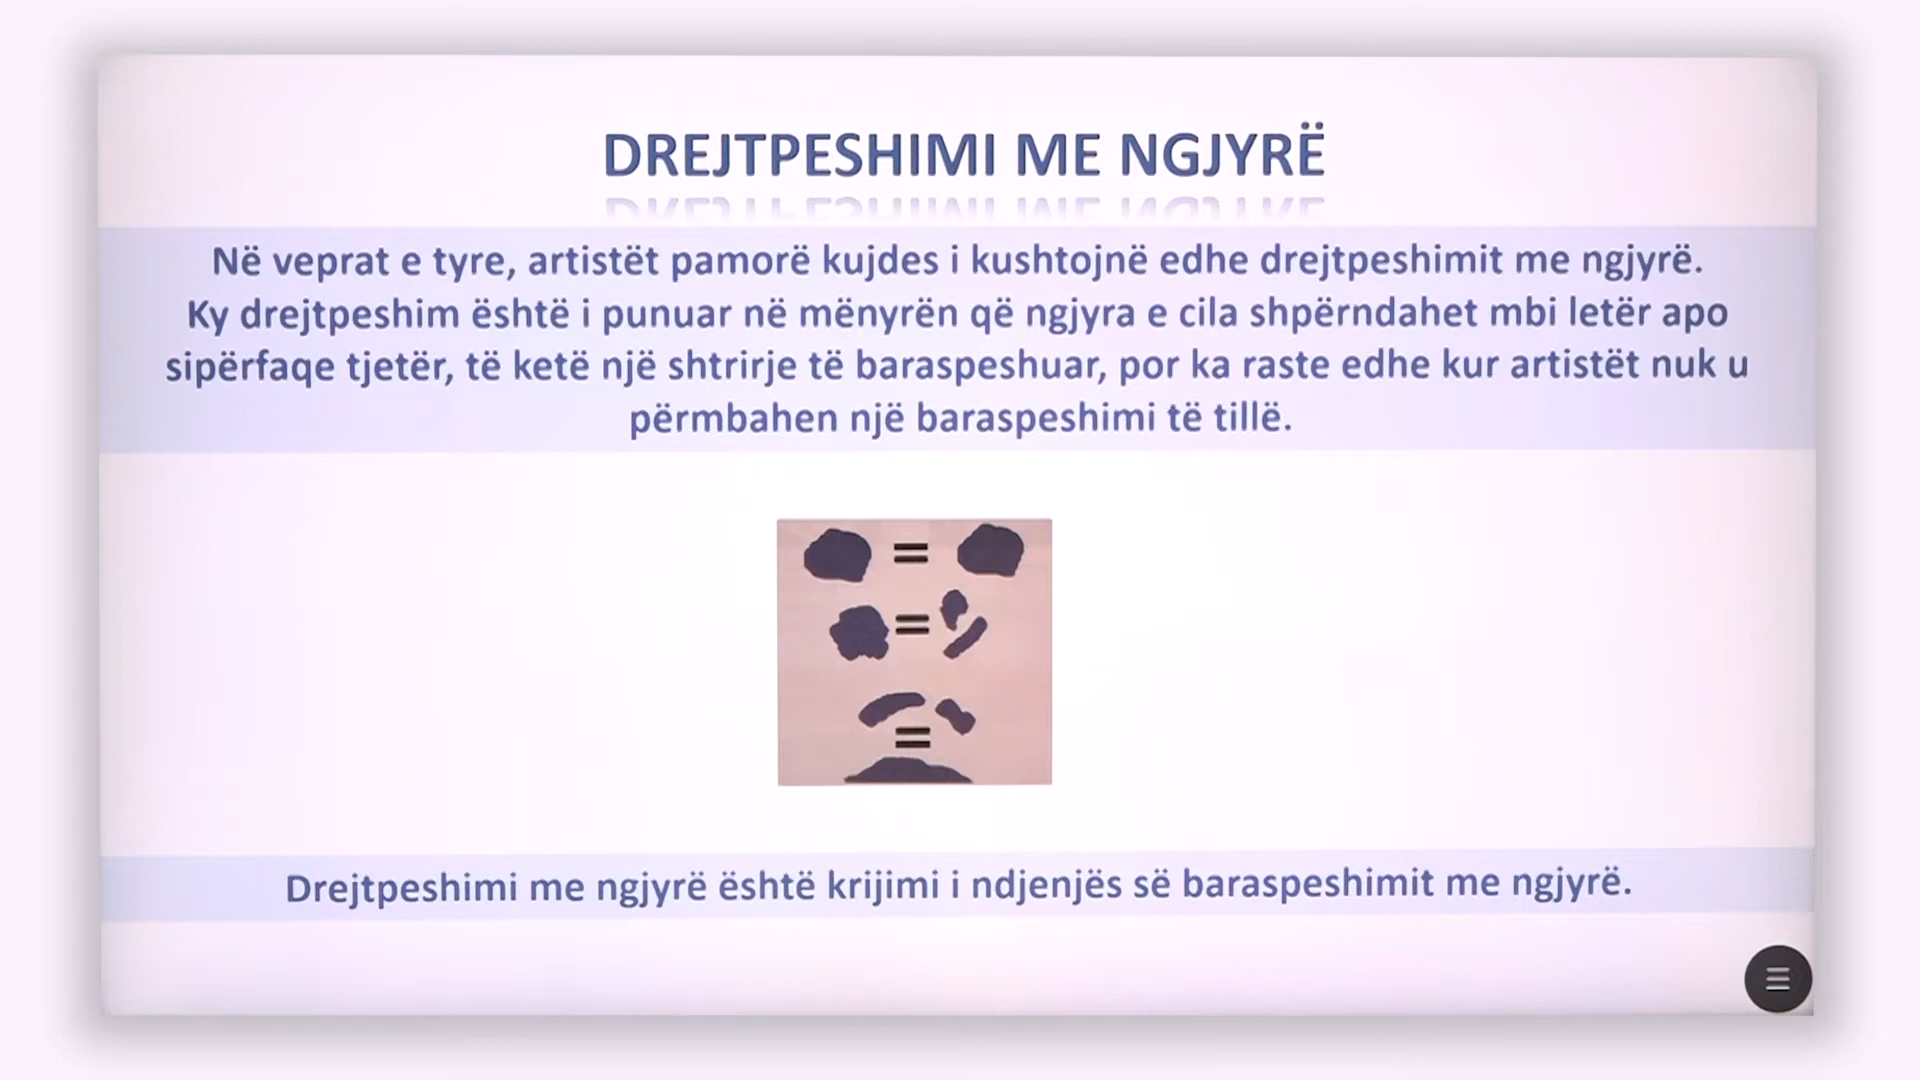 DREJTPESHIMI ME NGJYRË
Në veprat e tyre, artistët pamorë kujdes i kushtojnë edhe drejtpeshimit me ngjyrë.
Ky drejtpeshim është i punuar në mënyrën që ngjyra e cila shpërndahet mbi letër apo
sipërfaqe tjetër, të ketë një shtrirje të baraspeshuar, por ka raste edhe kur artistët nuk u
përmbahen një baraspeshimi të tillë.
=
=
=
Drejtpeshimi me ngjyrë është krijimi i ndjenjës së baraspeshimit me ngjyrë.